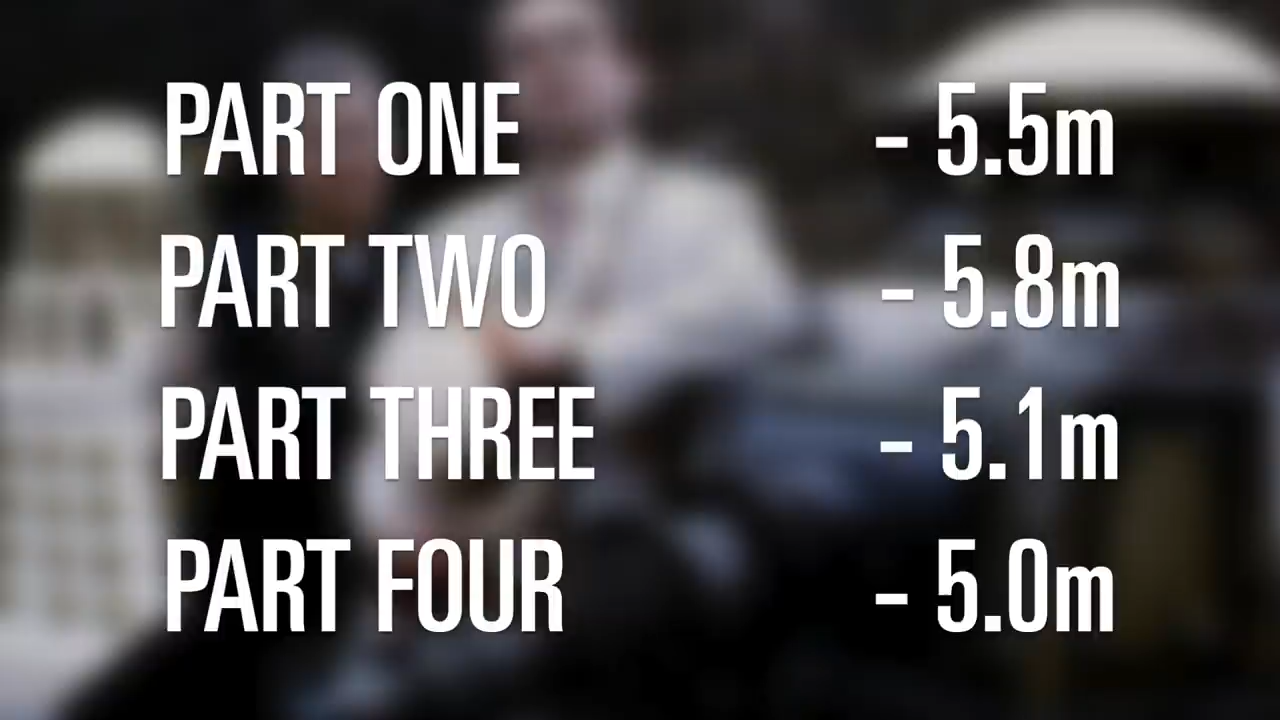 PART ONE - 5.5m
PART TWO - 5.8m
PART THREE - 5.1m
PART FOUR - 5.0m